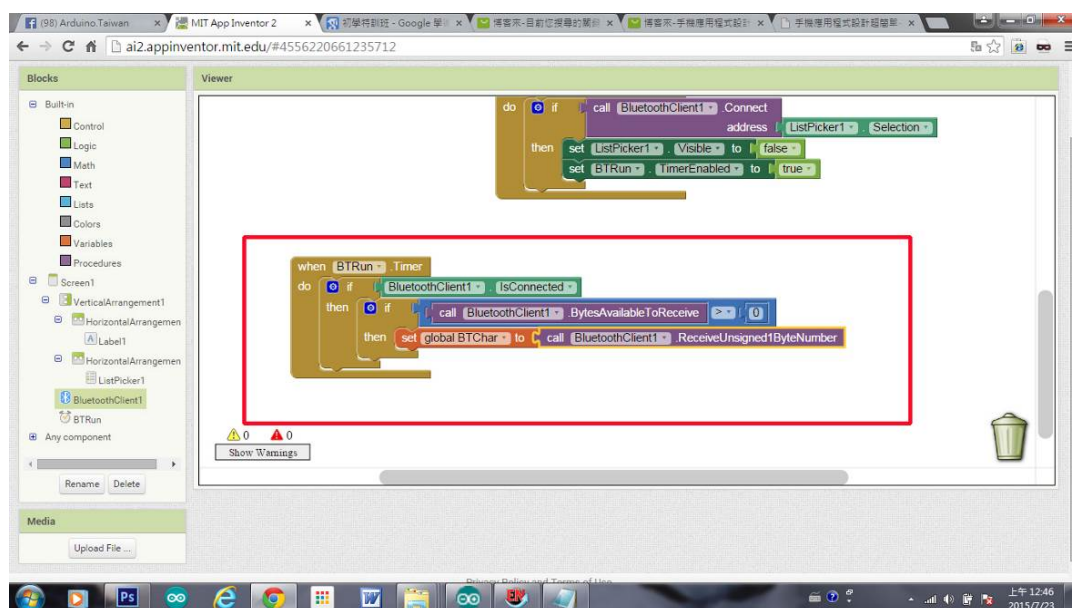 (98) Arduino.Taiwan
MIT App Inventor 2
初學特訓班 - Google 學
博客來-目前您搜尋的關
博客來-手機應用程式設計
手機應用程式設計超簡單-
ai2.appinventor.mit.edu/#4556220661235712
Blocks
Viewer
Built-in
Control
Logic
Math
Text
Lists
Colors
Variables
Procedures
Screen1
VerticalArrangement1
HorizontalArrangemen
Label1
HorizontalArrangemen
ListPicker1
BluetoothClient1
BTRun
Any component
Rename Delete
Media
Upload File ...
do if call BluetoothClient1 .Connect
address ListPicker1 . Selection
then set ListPicker1 . Visible to false
set BTRun . TimerEnabled to true
when BTRun .Timer
do if BluetoothClient1 . IsConnected
then if call BluetoothClient1 .BytesAvailableToReceive > 0
then set global BTChar to call BluetoothClient1 .ReceiveUnsigned1ByteNumber
0 0
Show Warnings
Privacy Policy and Terms of Use
Ps
上午 12:46
2015/7/23